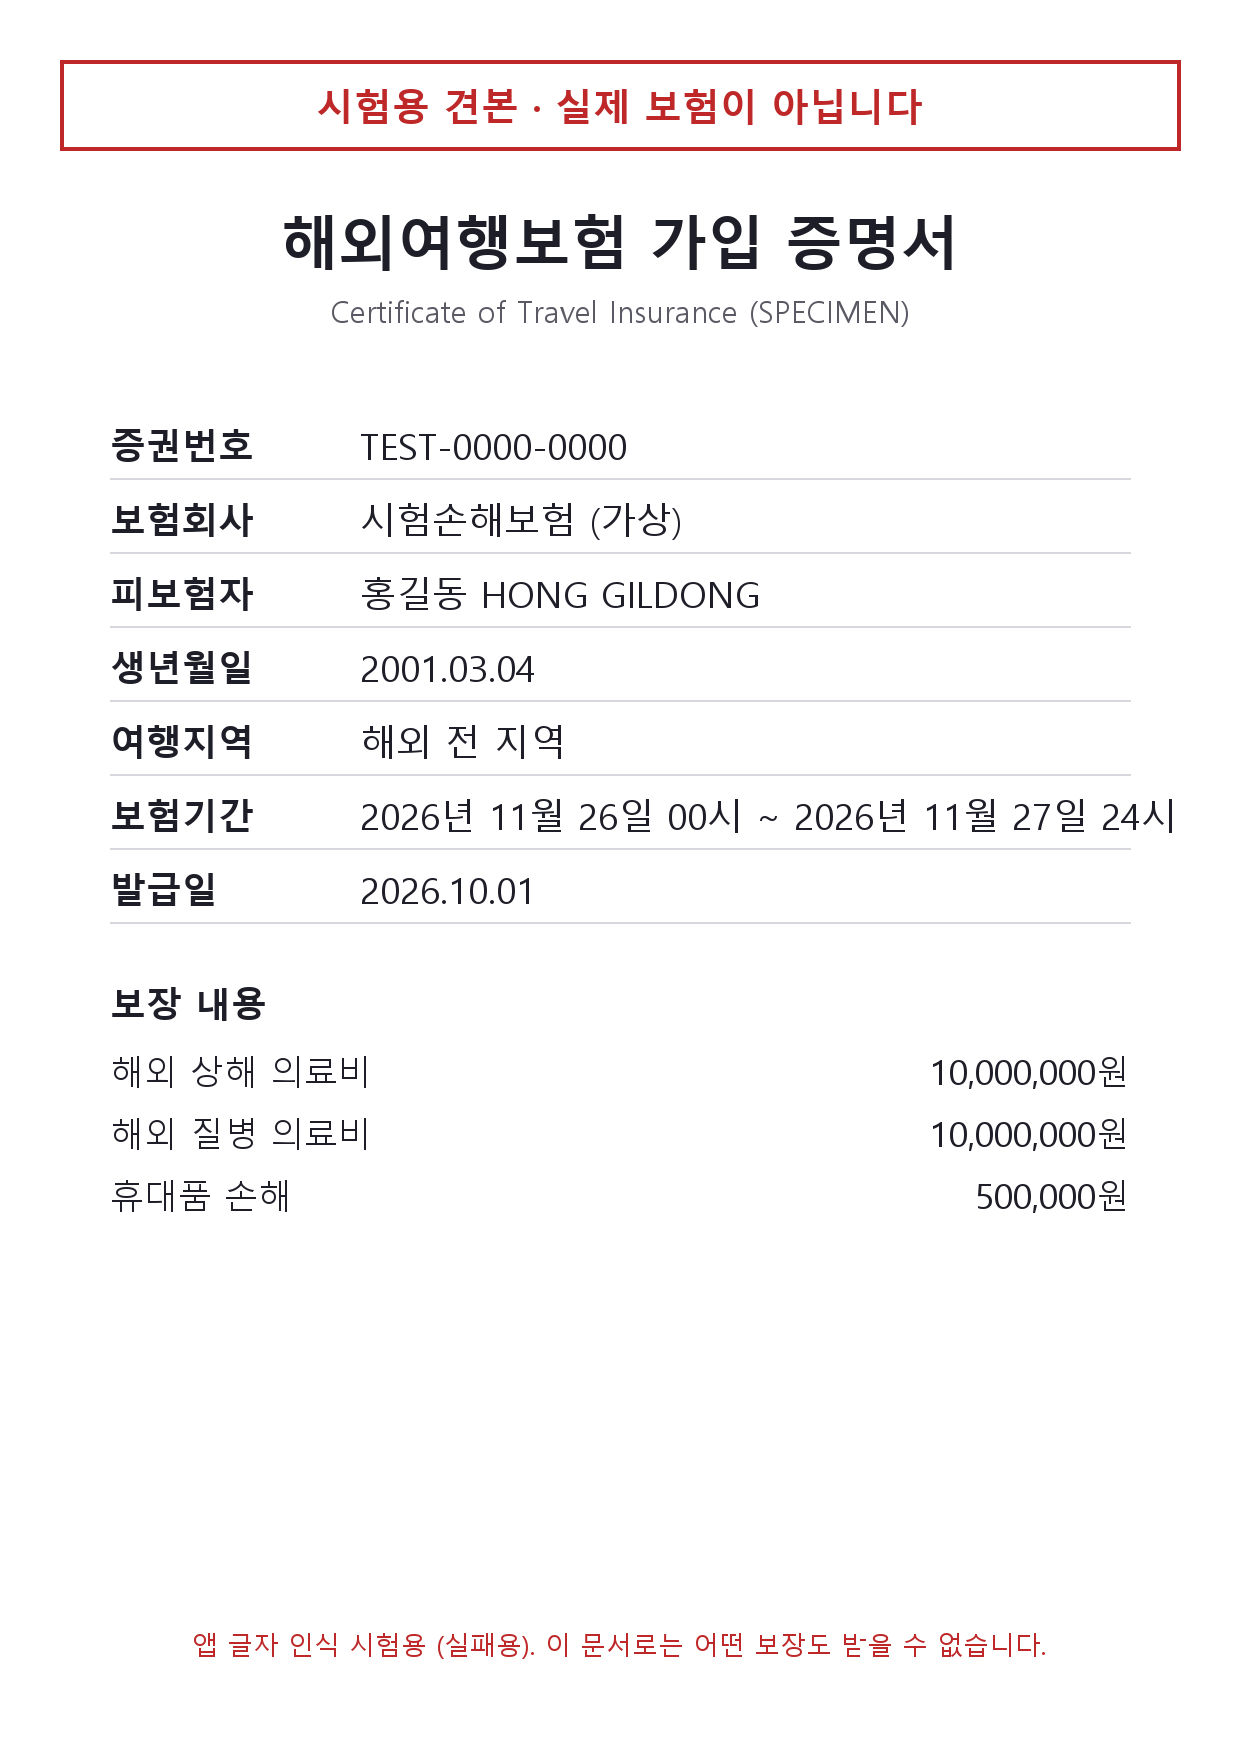 시험용 견본 · 실제 보험이 아닙니다
해외여행보험 가입 증명서
Certificate of Travel Insurance (SPECIMEN)
증권번호 TEST-0000-0000
보험회사 시험손해보험 (가상)
피보험자 홍길동 HONG GILDONG
생년월일 2001.03.04
여행지역 해외 전 지역
보험기간 2026년 11월 26일 00시 ~ 2026년 11월 27일 24시
발급일 2026.10.01
보장 내용
해외 상해 의료비 10,000,000원
해외 질병 의료비 10,000,000원
휴대품 손해 500,000원
앱 글자 인식 시험용 (실패용). 이 문서로는 어떤 보장도 받을 수 없습니다.